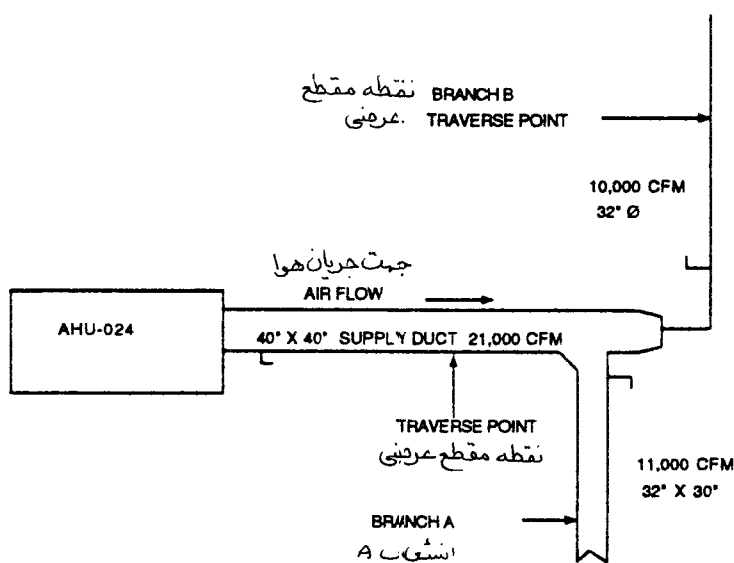 نقطه مقطع BRANCH B
عرضی. TRAVERSE POINT
10,000 CFM
32" Ø
جهت جریان هوا
AIR FLOW
AHU-024
40" X 40" SUPPLY DUCT 21,000 CFM
TRAVERSE POINT
نقطه مقطع عرضی
11,000 CFM
32" X 30"
BRANCH A
انشعاب A